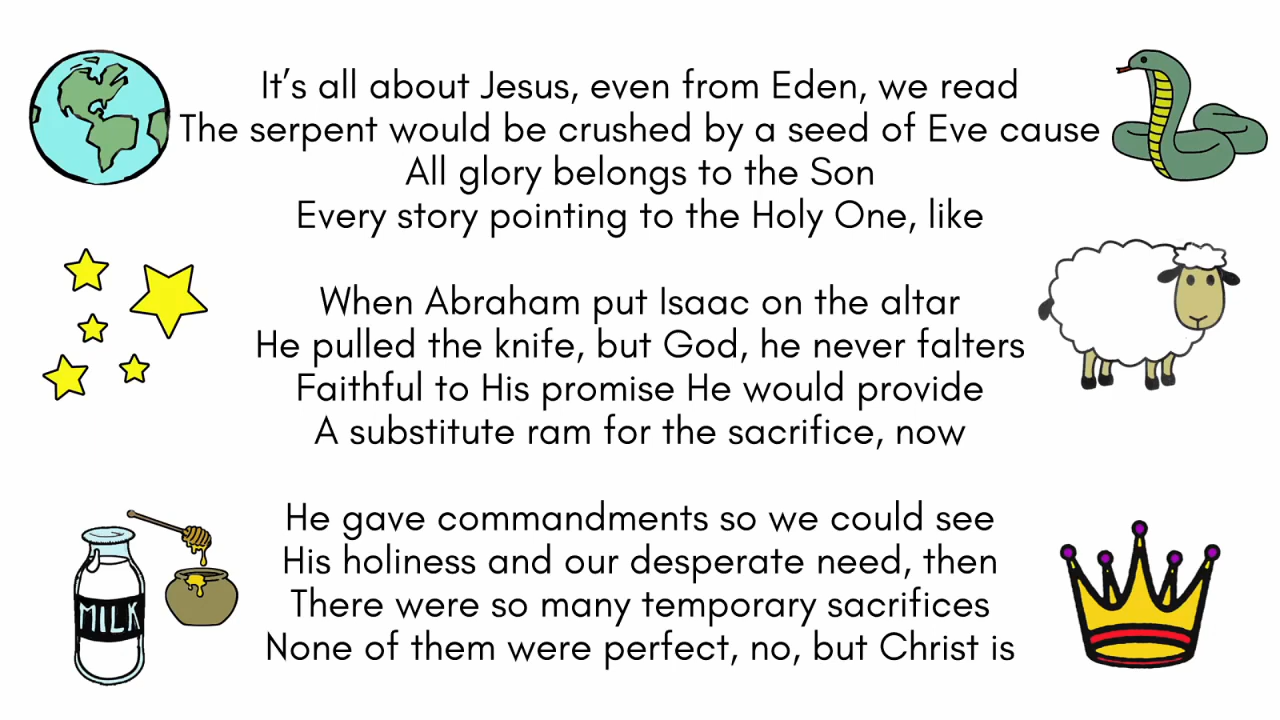 It's all about Jesus, even from Eden, we read
The serpent would be crushed by a seed of Eve cause
All glory belongs to the Son
Every story pointing to the Holy One, like
When Abraham put Isaac on the altar
He pulled the knife, but God, he never falters
Faithful to His promise He would provide
A substitute ram for the sacrifice, now
He gave commandments so we could see
His holiness and our desperate need, then
There were so many temporary sacrifices
None of them were perfect, no, but Christ is
MILK